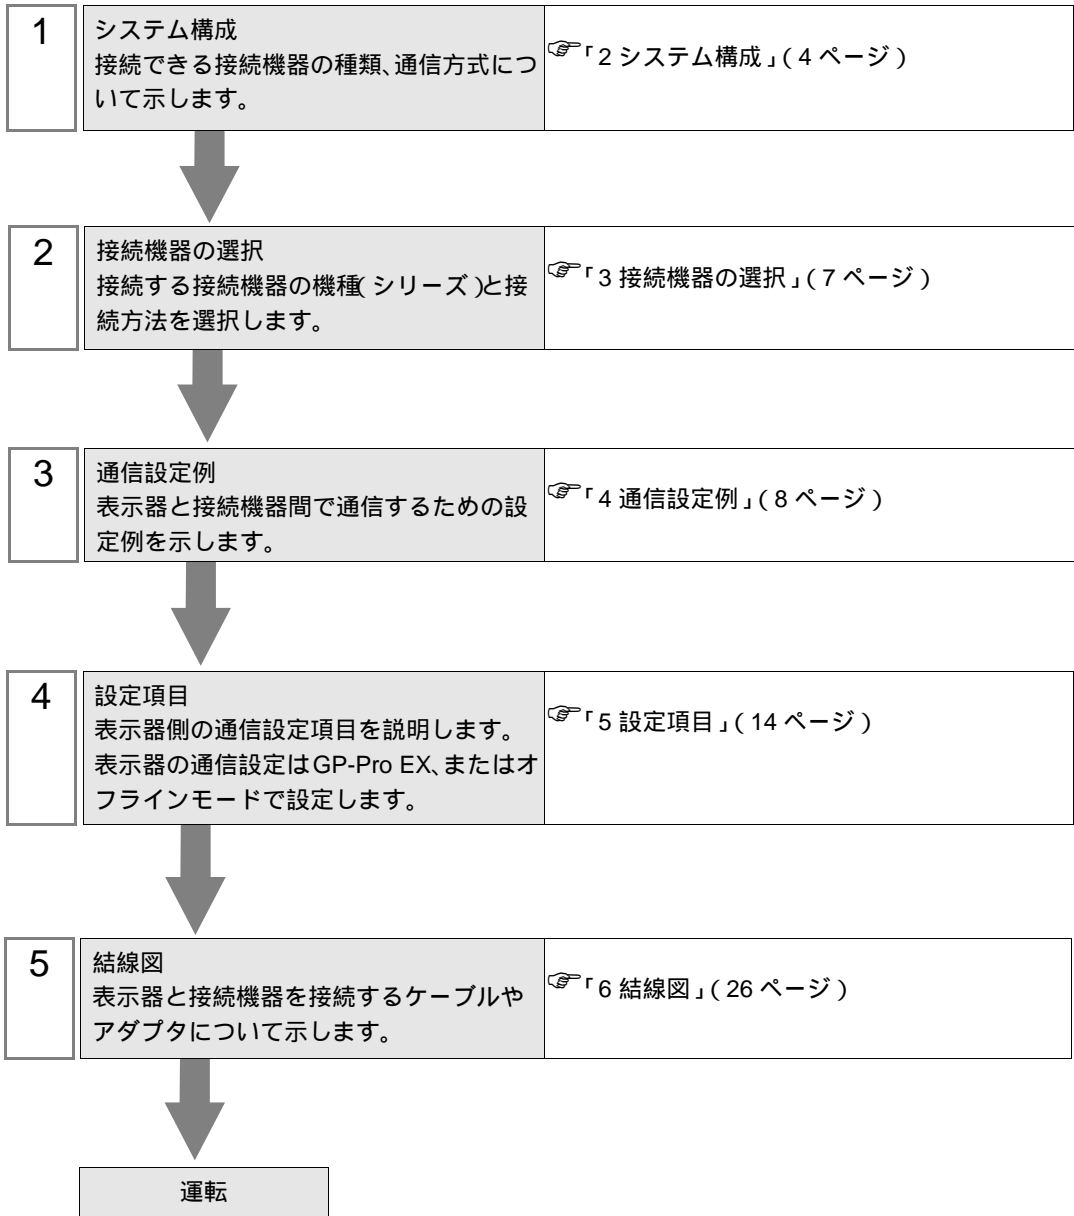 1
システム構成
接続できる接続機器の種類、通信方式につ
いて示します。
☞「2 システム構成」(4 ページ)
2
接続機器の選択
接続する接続機器の機種(シリーズ)と接
続方法を選択します。
☞「3 接続機器の選択」(7 ページ)
3
通信設定例
表示器と接続機器間で通信するための設
定例を示します。
☞「4 通信設定例」(8 ページ)
4
設定項目
表示器側の通信設定項目を説明します。
表示器の通信設定はGP-Pro EX、またはオ
フラインモードで設定します。
☞「5 設定項目」(14 ページ)
5
結線図
表示器と接続機器を接続するケーブルや
アダプタについて示します。
☞「6 結線図」(26 ページ)
運転